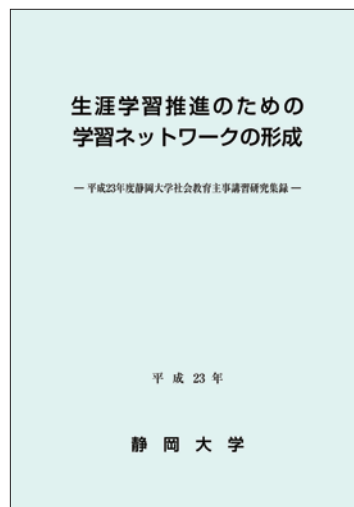 生涯学習推進のための
学習ネットワークの形成
― 平成23年度静岡大学社会教育主事講習研究集録 ―
平 成 23 年
静 岡 大 学